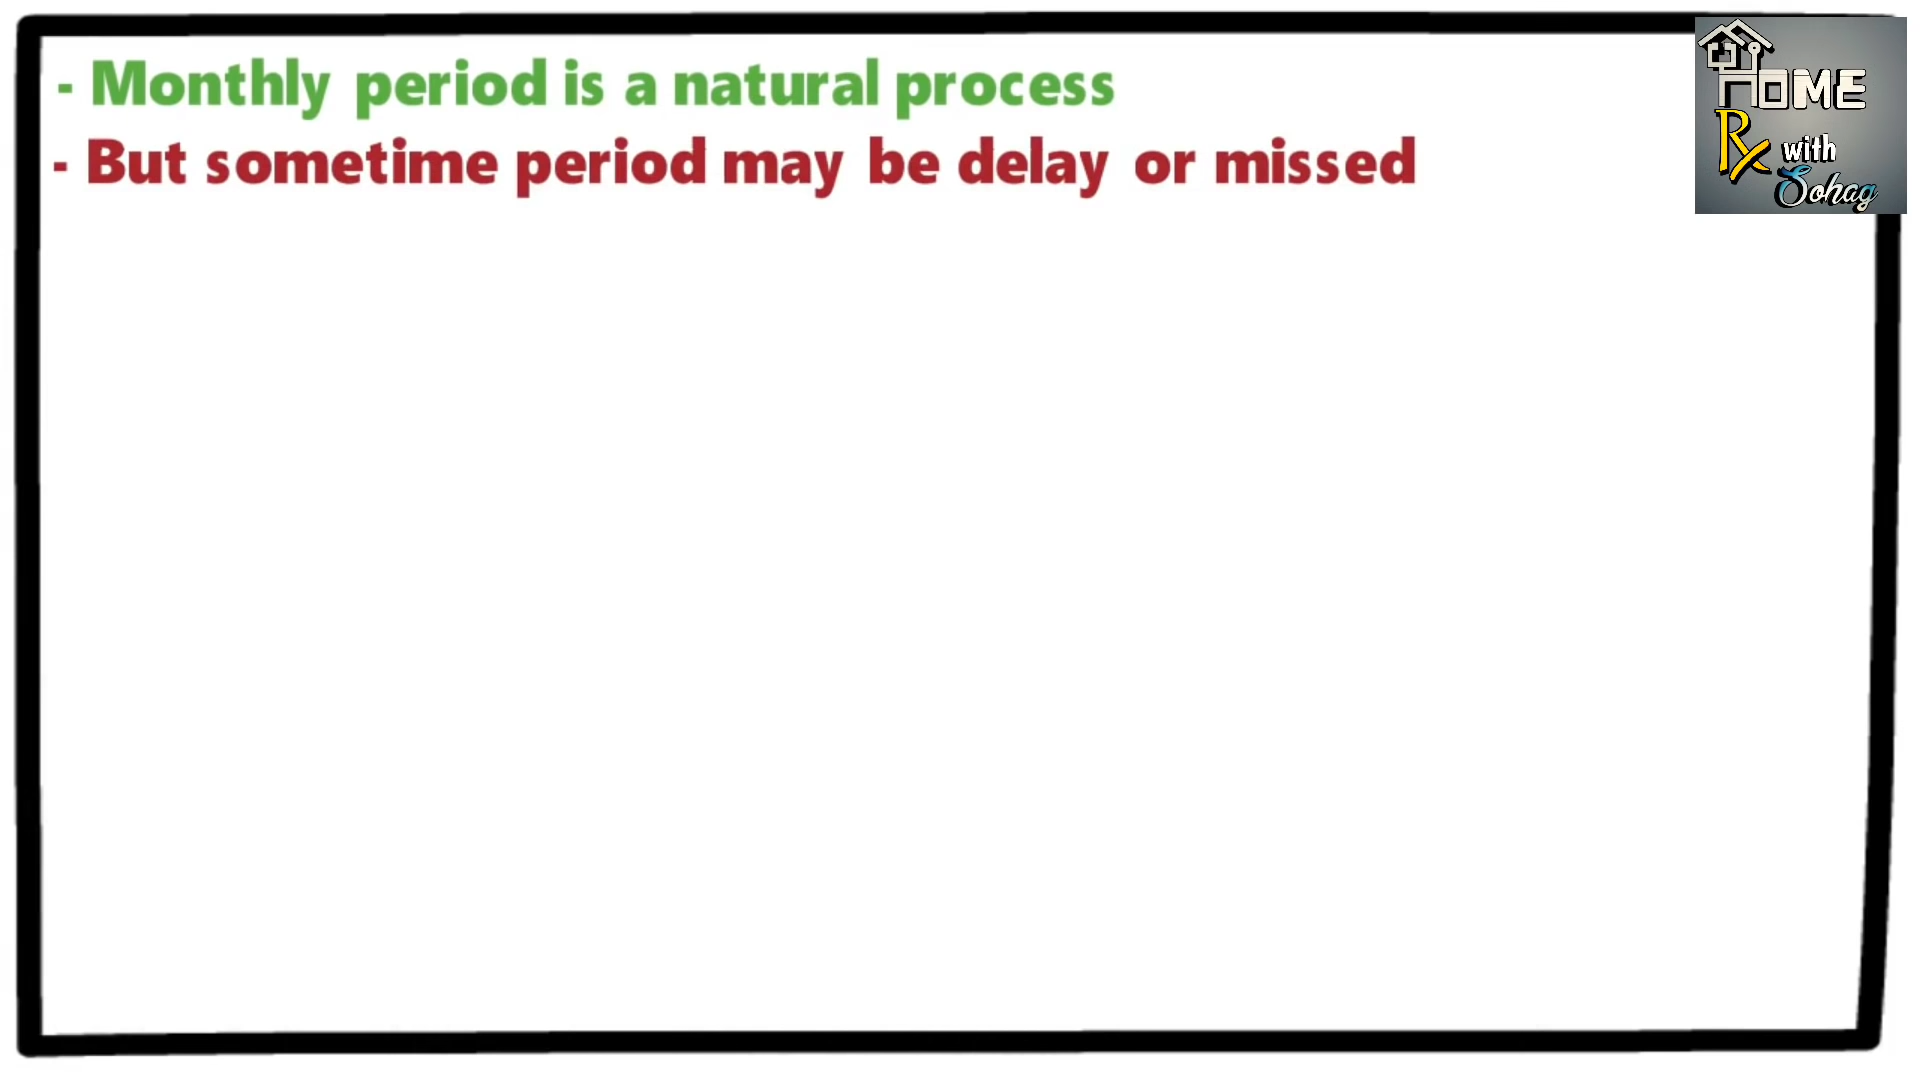 - Monthly period is a natural process
- But sometime period may be delay or missed
HOME
Rx with
Sohag